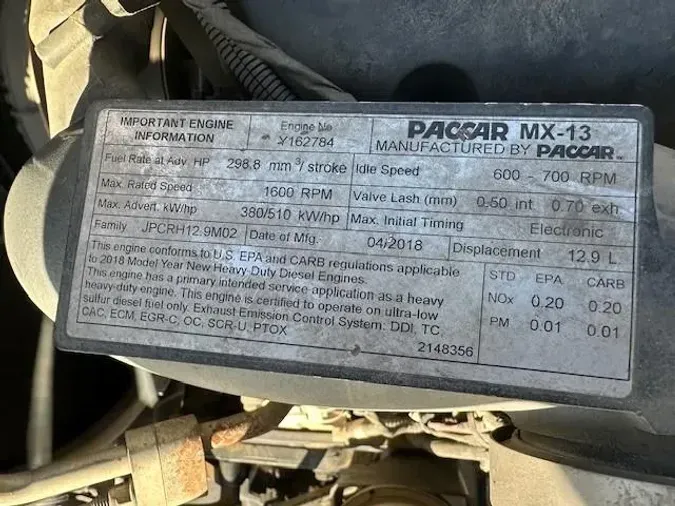 IMPORTANT ENGINE
INFORMATION
Engine No
Y162784
PACCAR MX-13
MANUFACTURED BY PACCAR
Fuel Rate at Adv. HP 298.8 mm³/stroke
Idle Speed 600 - 700 RPM
Max. Rated Speed 1600 RPM
Valve Lash (mm) 0.50 int 0.70 exh
Max. Advert. kW/hp 380/510 kW/hp
Max. Initial Timing Electronic
Family JPCRH12.9M02
Date of Mfg. 04/2018
Displacement 12.9 L
This engine conforms to U.S. EPA and CARB regulations applicable
to 2018 Model Year New Heavy-Duty Diesel Engines.
This engine has a primary intended service application as a heavy
heavy-duty engine. This engine is certified to operate on ultra-low
sulfur diesel fuel only. Exhaust Emission Control System: DDI, TC,
CAC, ECM, EGR-C, OC, SCR-U, PTOX
2148356
STD EPA CARB
NOx 0.20 0.20
PM 0.01 0.01